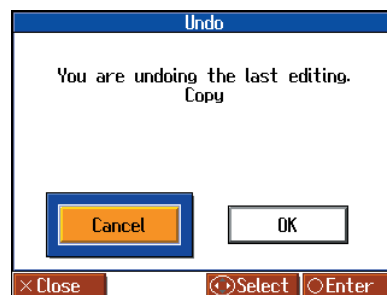 Undo
You are undoing the last editing.
Copy
Cancel OK
×Close Select ○Enter